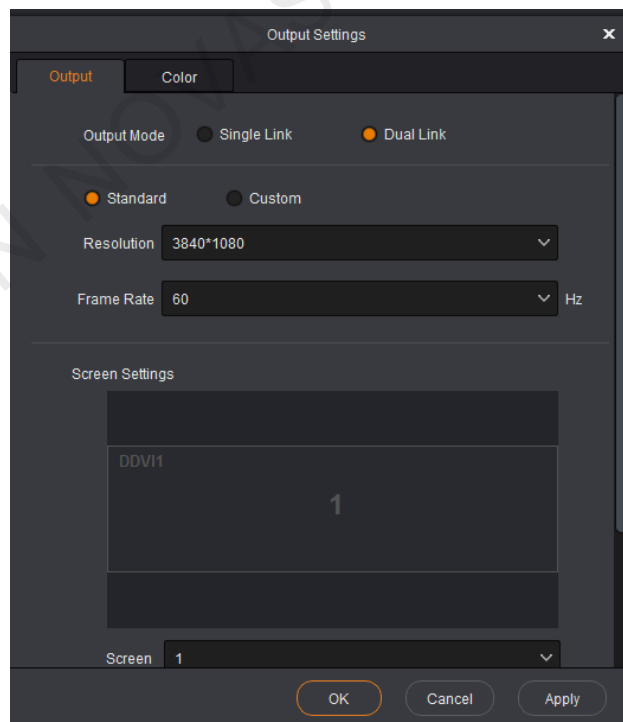 Output Settings
Output Color
Output Mode Single Link Dual Link
Standard Custom
Resolution 3840*1080
Frame Rate 60 Hz
Screen Settings
DDVI1
1
Screen 1
OK Cancel Apply